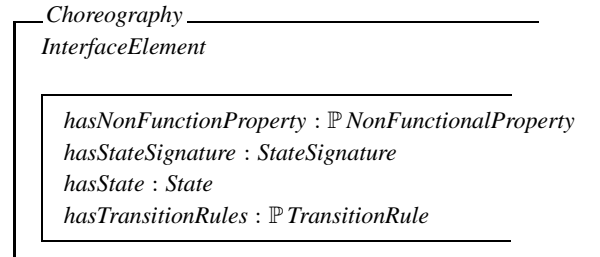 Choreography
InterfaceElement
hasNonFunctionProperty : ℙ NonFunctionalProperty
hasStateSignature : StateSignature
hasState : State
hasTransitionRules : ℙ TransitionRule